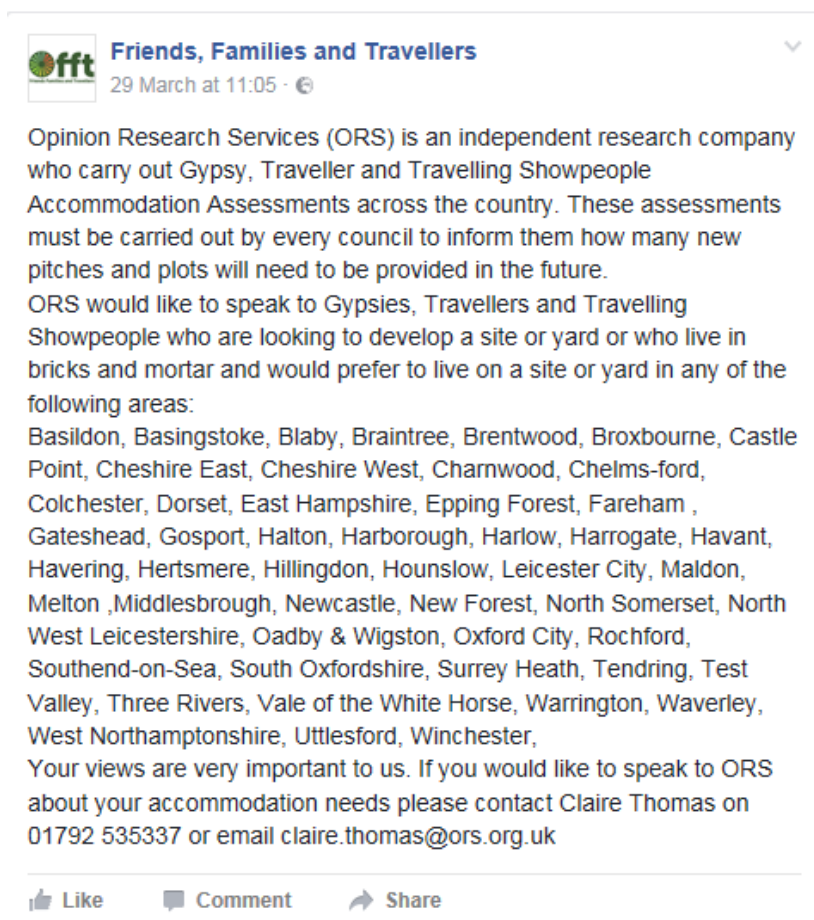 fft
Friends Families and Travellers
Friends, Families and Travellers
29 March at 11:05 ·
Opinion Research Services (ORS) is an independent research company
who carry out Gypsy, Traveller and Travelling Showpeople
Accommodation Assessments across the country. These assessments
must be carried out by every council to inform them how many new
pitches and plots will need to be provided in the future.
ORS would like to speak to Gypsies, Travellers and Travelling
Showpeople who are looking to develop a site or yard or who live in
bricks and mortar and would prefer to live on a site or yard in any of the
following areas:
Basildon, Basingstoke, Blaby, Braintree, Brentwood, Broxbourne, Castle
Point, Cheshire East, Cheshire West, Charnwood, Chelms-ford,
Colchester, Dorset, East Hampshire, Epping Forest, Fareham ,
Gateshead, Gosport, Halton, Harborough, Harlow, Harrogate, Havant,
Havering, Hertsmere, Hillingdon, Hounslow, Leicester City, Maldon,
Melton ,Middlesbrough, Newcastle, New Forest, North Somerset, North
West Leicestershire, Oadby & Wigston, Oxford City, Rochford,
Southend-on-Sea, South Oxfordshire, Surrey Heath, Tendring, Test
Valley, Three Rivers, Vale of the White Horse, Warrington, Waverley,
West Northamptonshire, Uttlesford, Winchester,
Your views are very important to us. If you would like to speak to ORS
about your accommodation needs please contact Claire Thomas on
01792 535337 or email claire.thomas@ors.org.uk
Like Comment Share